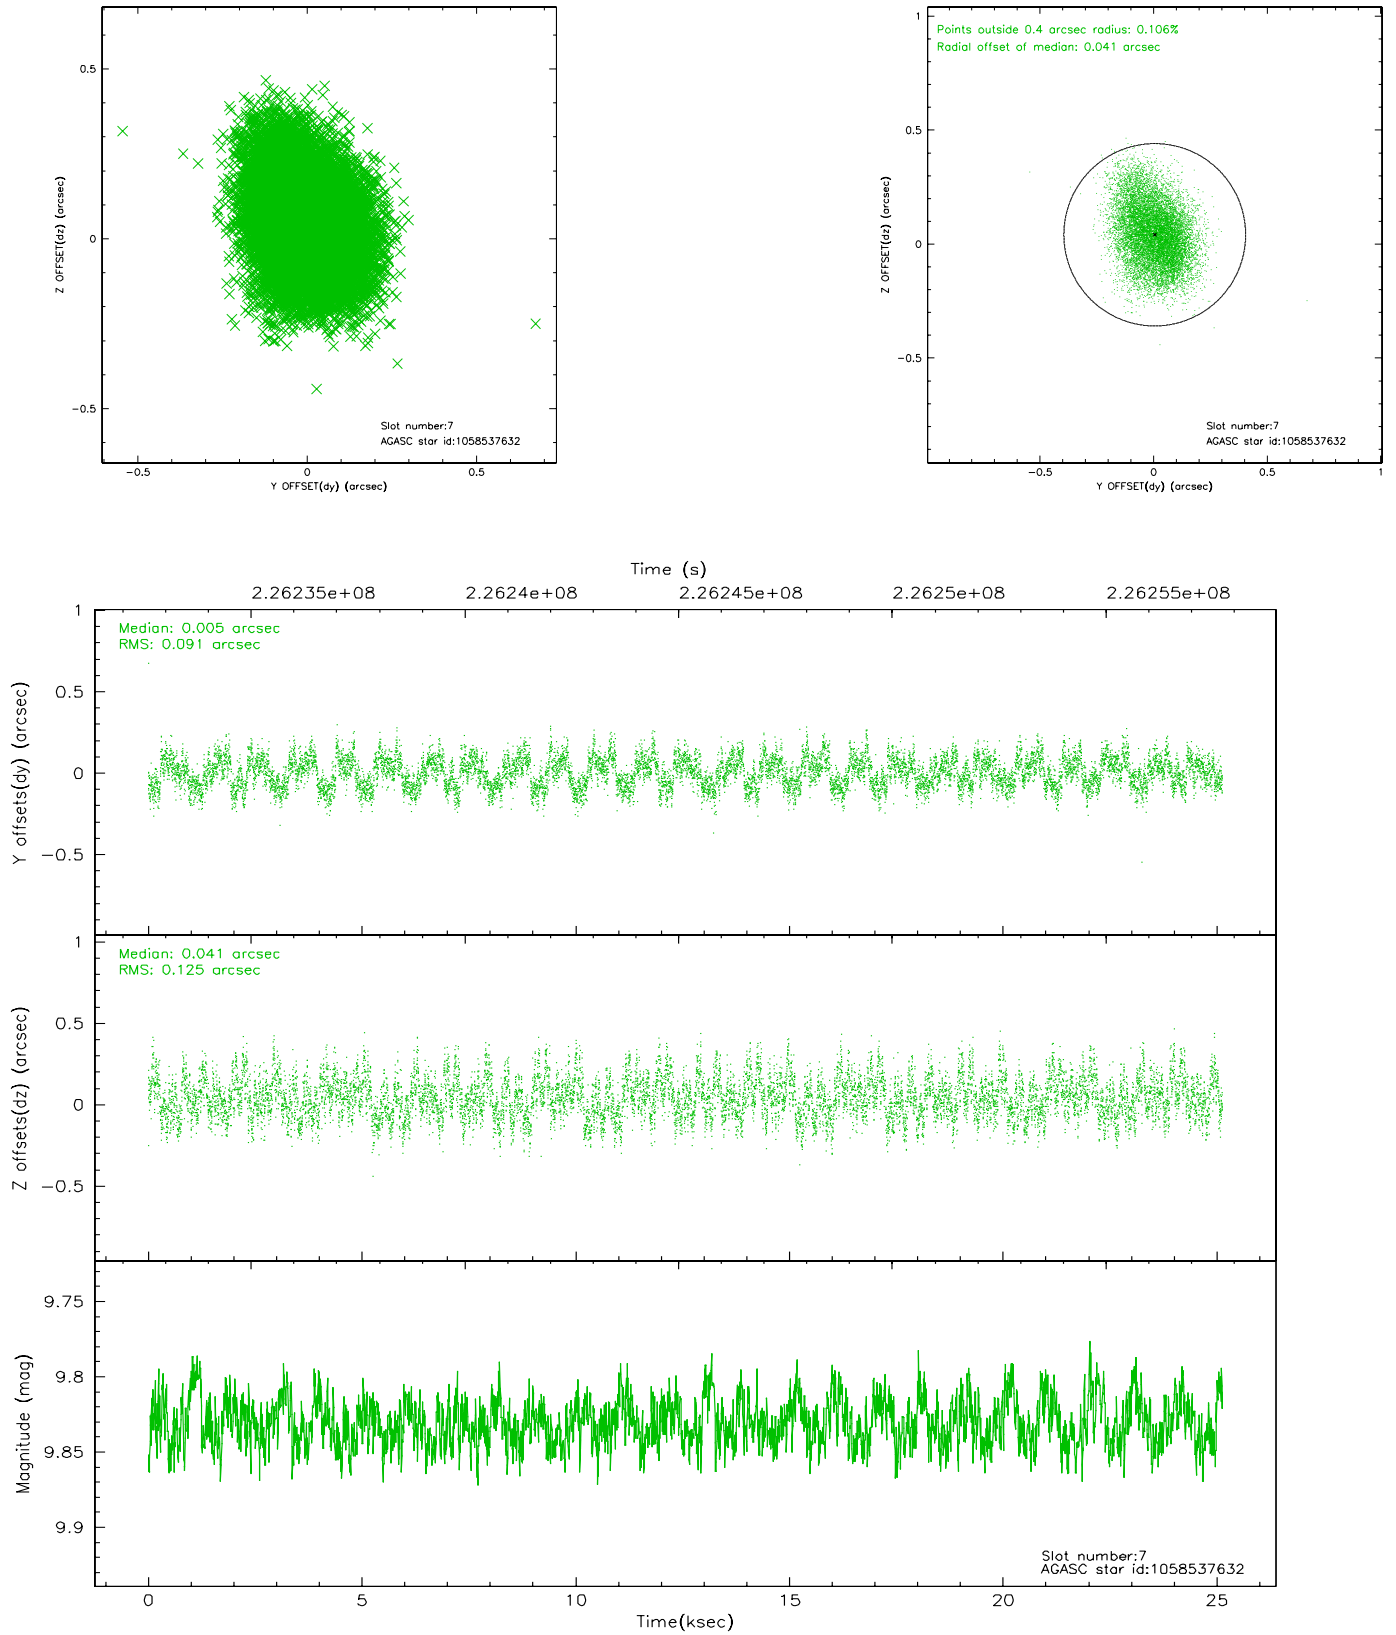 0.5
0
−0.5
Z OFFSET(dz) (arcsec)
Slot number:7
AGASC star id:1058537632
−0.5
0
0.5
Y OFFSET(dy) (arcsec)
1
0.5
0
−0.5
Z OFFSET(dz) (arcsec)
Points outside 0.4 arcsec radius: 0.106%
Radial offset of median: 0.041 arcsec
Slot number:7
AGASC star id:1058537632
−0.5
0
0.5
1
Y OFFSET(dy) (arcsec)
Time (s)
2.26235e+08
2.2624e+08
2.26245e+08
2.2625e+08
2.26255e+08
1
0.5
0
−0.5
Y offsets(dy) (arcsec)
Median: 0.005 arcsec
RMS: 0.091 arcsec
1
0.5
0
−0.5
Z offsets(dz) (arcsec)
Median: 0.041 arcsec
RMS: 0.125 arcsec
9.75
9.8
9.85
9.9
Magnitude (mag)
Slot number:7
AGASC star id:1058537632
0
5
10
15
20
25
Time(ksec)